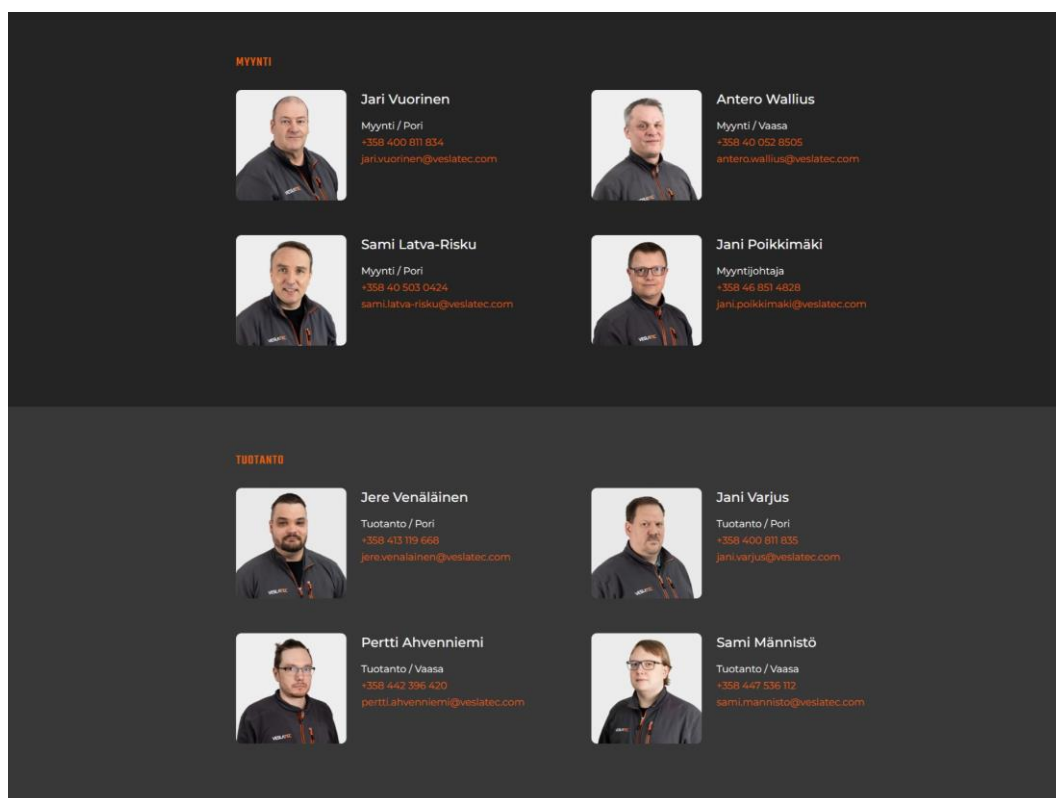 MYYNTI
Jari Vuorinen
Myynti / Pori
+358 400 811 834
jari.vuorinen@veslatec.com
Antero Wallius
Myynti / Vaasa
+358 40 052 8505
antero.wallius@veslatec.com
Sami Latva-Risku
Myynti / Pori
+358 40 503 0424
sami.latva-risku@veslatec.com
Jani Poikkimäki
Myyntijohtaja
+358 46 851 4828
jani.poikkimaki@veslatec.com
TUOTANTO
Jere Venäläinen
Tuotanto / Pori
+358 413 119 668
jere.venalainen@veslatec.com
Jani Varjus
Tuotanto / Pori
+358 400 811 835
jani.varjus@veslatec.com
Pertti Ahvenniemi
Tuotanto / Vaasa
+358 442 396 420
pertti.ahvenniemi@veslatec.com
Sami Männistö
Tuotanto / Vaasa
+358 447 536 112
sami.mannisto@veslatec.com